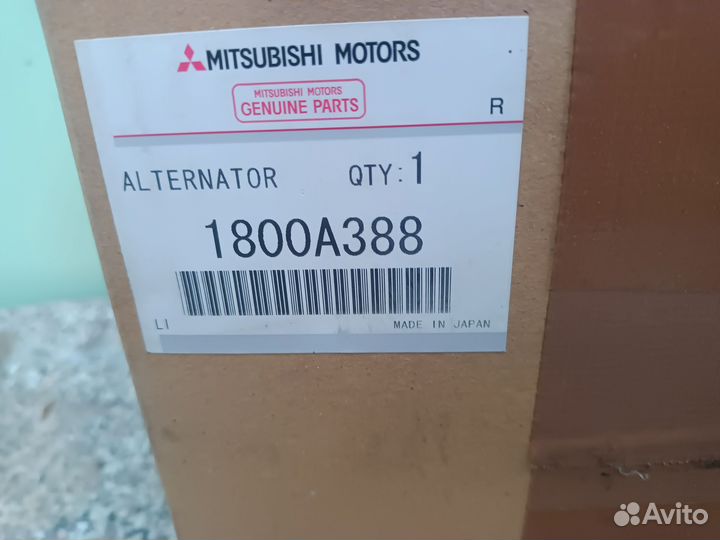 MITSUBISHI MOTORS
MITSUBISHI MOTORS
GENUINE PARTS
R
ALTERNATOR QTY:1
1800A388
LI MADE IN JAPAN
Avito